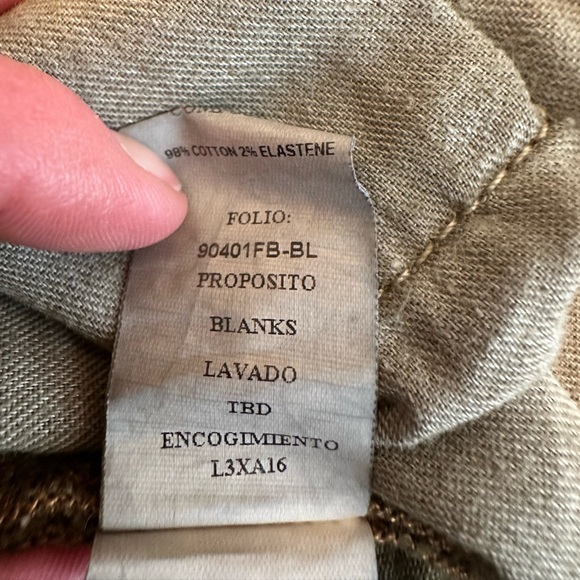 98% COTTON 2% ELASTENE
FOLIO:
90401FB-BL
PROPOSITO
BLANKS
LAVADO
TBD
ENCOGIMIENTO
L3XA16